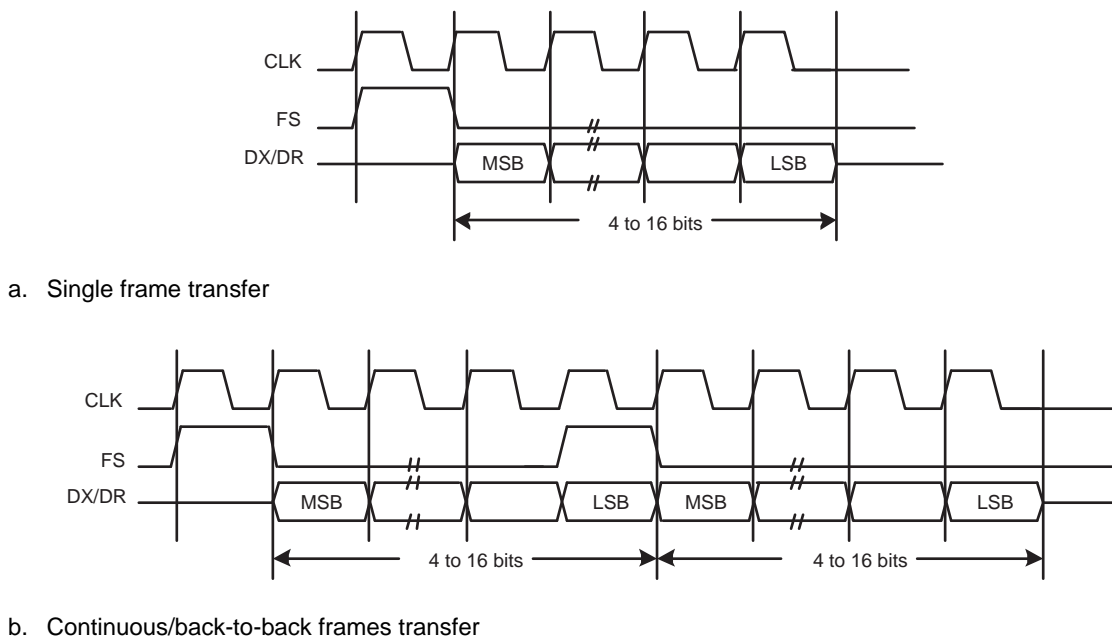 CLK
FS
DX/DR
MSB
LSB
4 to 16 bits
a. Single frame transfer
CLK
FS
DX/DR
MSB
LSB
MSB
LSB
4 to 16 bits
4 to 16 bits
b. Continuous/back-to-back frames transfer